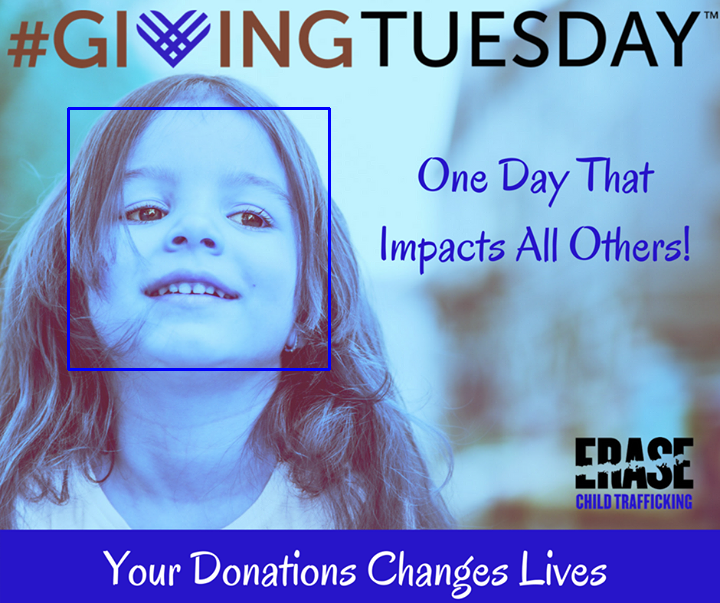 #GIVINGTUESDAY™
One Day That
Impacts All Others!
ERASE
CHILD TRAFFICKING
Your Donations Changes Lives